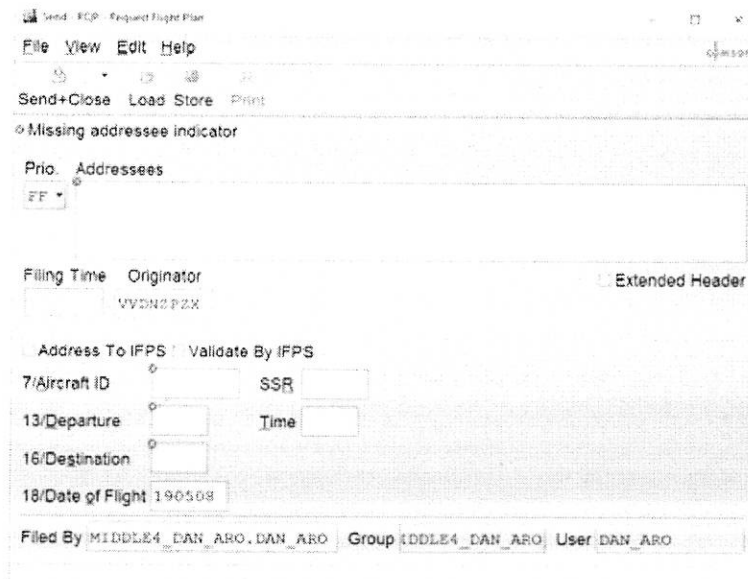 Send - RQP - Request Flight Plan
File View Edit Help
Send+Close Load Store Print
Missing addressee indicator
Prio. Addressees
FF
Filing Time Originator
VVDNZPZX
Extended Header
Address To IFPS Validate By IFPS
7/Aircraft ID SSR
13/Departure Time
16/Destination
18/Date of Flight 190508
Filed By MIDDLE4_DAN_ARO.DAN_ARO Group IDDLE4_DAN_ARO User DAN_ARO